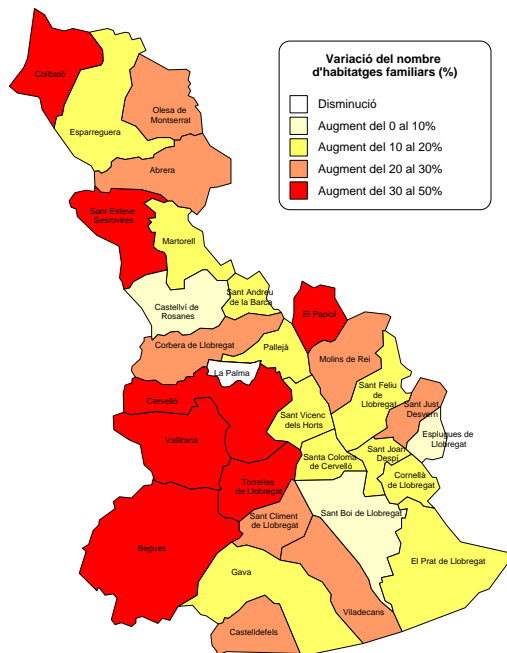 Variació del nombre
d'habitatges familiars (%)
Disminució
Augment del 0 al 10%
Augment del 10 al 20%
Augment del 20 al 30%
Augment del 30 al 50%
Collbató
Esparreguera
Olesa de
Montserrat
Abrera
Sant Esteve
Sesrovires
Martorell
Castellví de
Rosanes
Sant Andreu
de la Barca
El Papiol
Corbera de Llobregat
Pallejà
Molins de Rei
La Palma
Cervelló
Sant Feliu
de
Llobregat
Sant Just
Desvern
Sant Vicenc
dels Horts
Vallirana
Esplugues de
Llobregat
Santa Coloma
de Cervelló
Sant Joan
Despí
Torrelles
de Llobregat
Cornellà
de Llobregat
Sant Climent
de Llobregat
Sant Boi de Llobregat
Begues
El Prat de Llobregat
Gava
Viladecans
Castelldefels